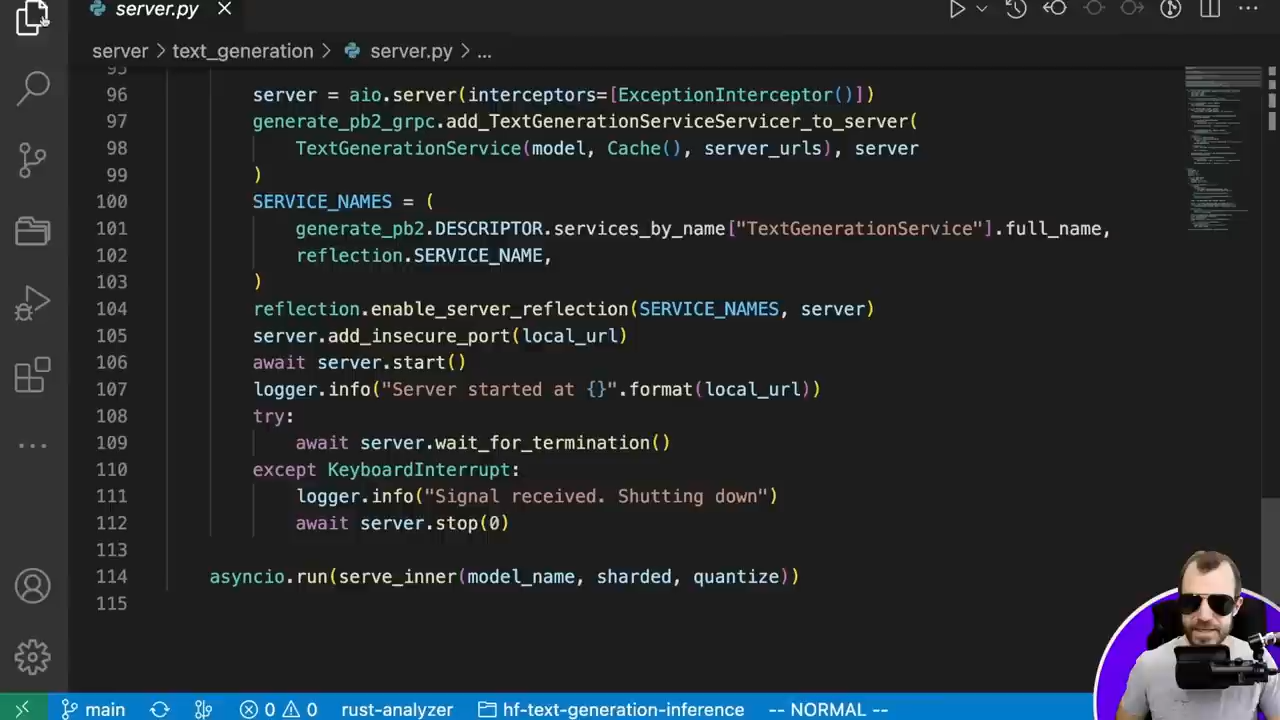 server.py
server > text_generation > server.py > ...
95
96 server = aio.server(interceptors=[ExceptionInterceptor()])
97 generate_pb2_grpc.add_TextGenerationServiceServicer_to_server(
98 TextGenerationService(model, Cache(), server_urls), server
99 )
100 SERVICE_NAMES = (
101 generate_pb2.DESCRIPTOR.services_by_name["TextGenerationService"].full_name,
102 reflection.SERVICE_NAME,
103 )
104 reflection.enable_server_reflection(SERVICE_NAMES, server)
105 server.add_insecure_port(local_url)
106 await server.start()
107 logger.info("Server started at {}".format(local_url))
108 try:
109 await server.wait_for_termination()
110 except KeyboardInterrupt:
111 logger.info("Signal received. Shutting down")
112 await server.stop(0)
113
114 asyncio.run(serve_inner(model_name, sharded, quantize))
115
main 0 0 rust-analyzer hf-text-generation-inference -- NORMAL --